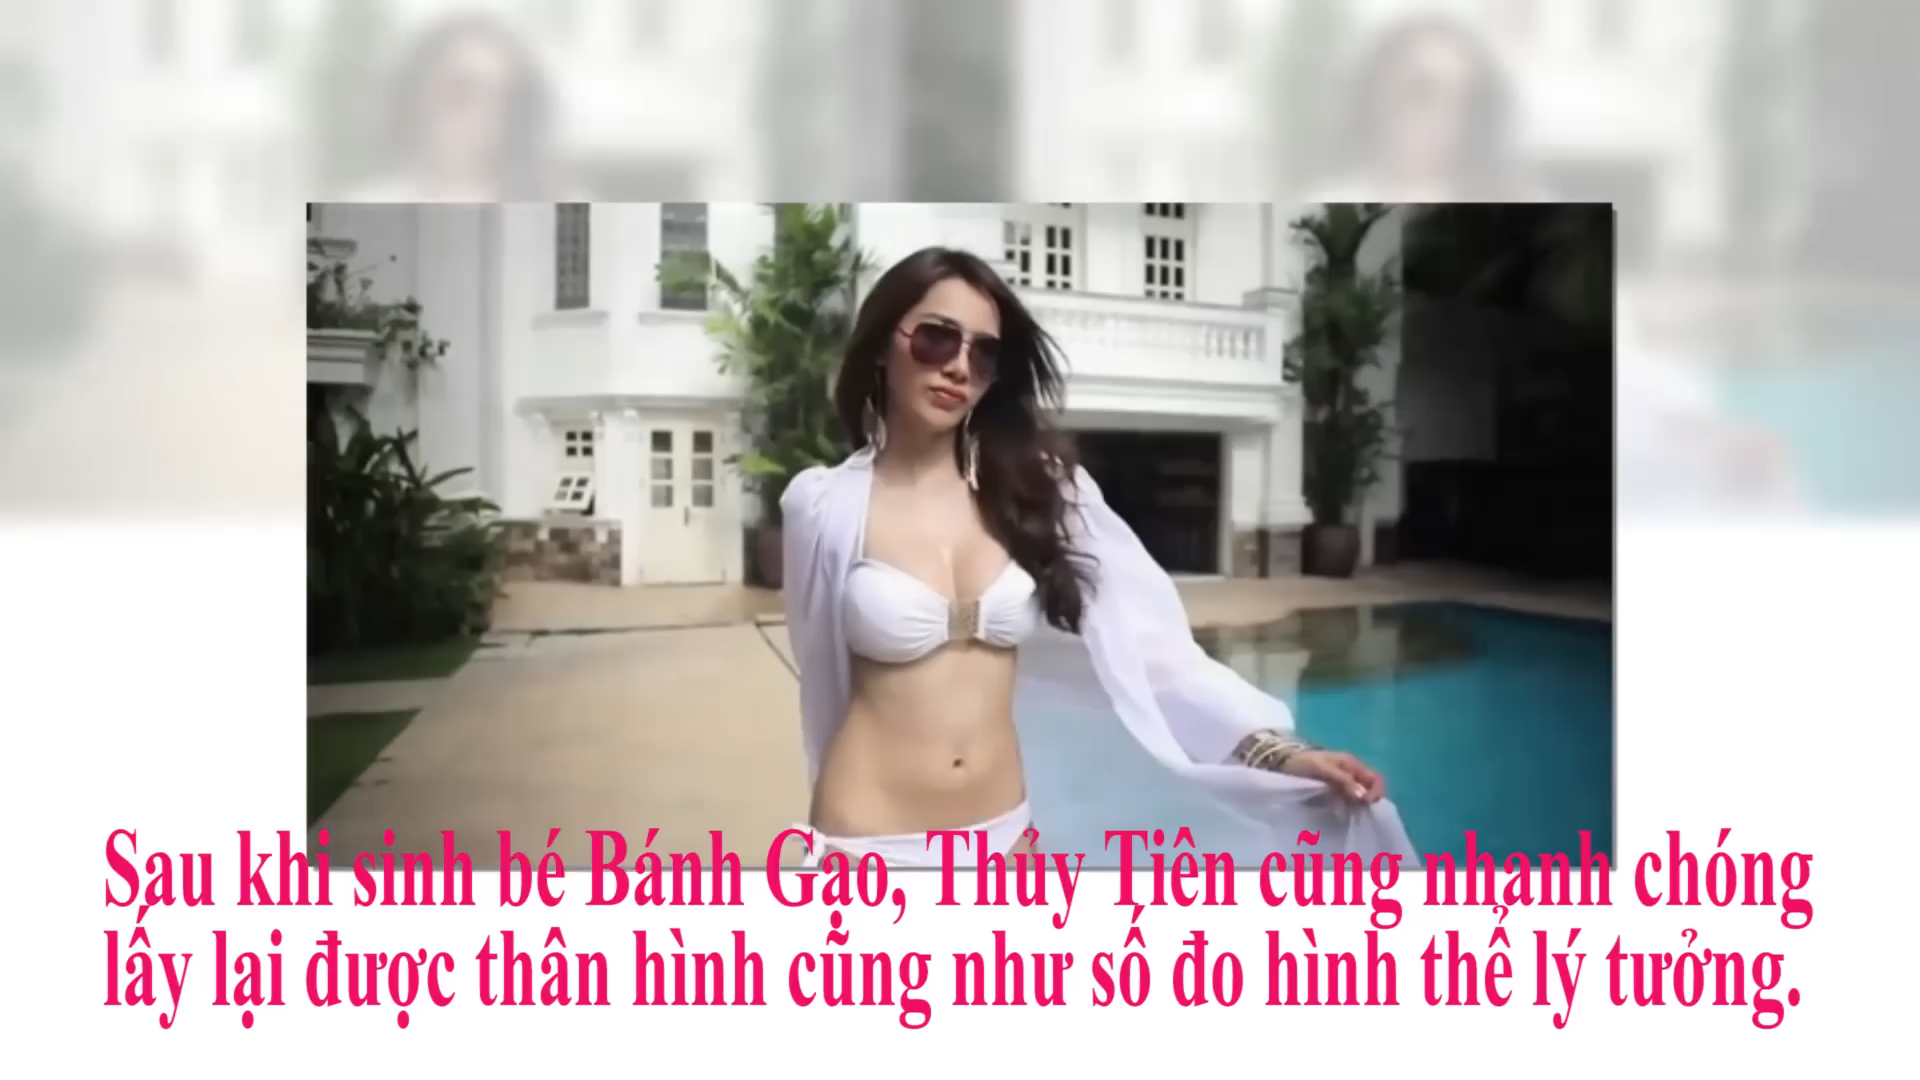 Sau khi sinh bé Bánh Gạo, Thủy Tiên cũng nhanh chóng
lấy lại được thân hình cũng như số đo hình thể lý tưởng.